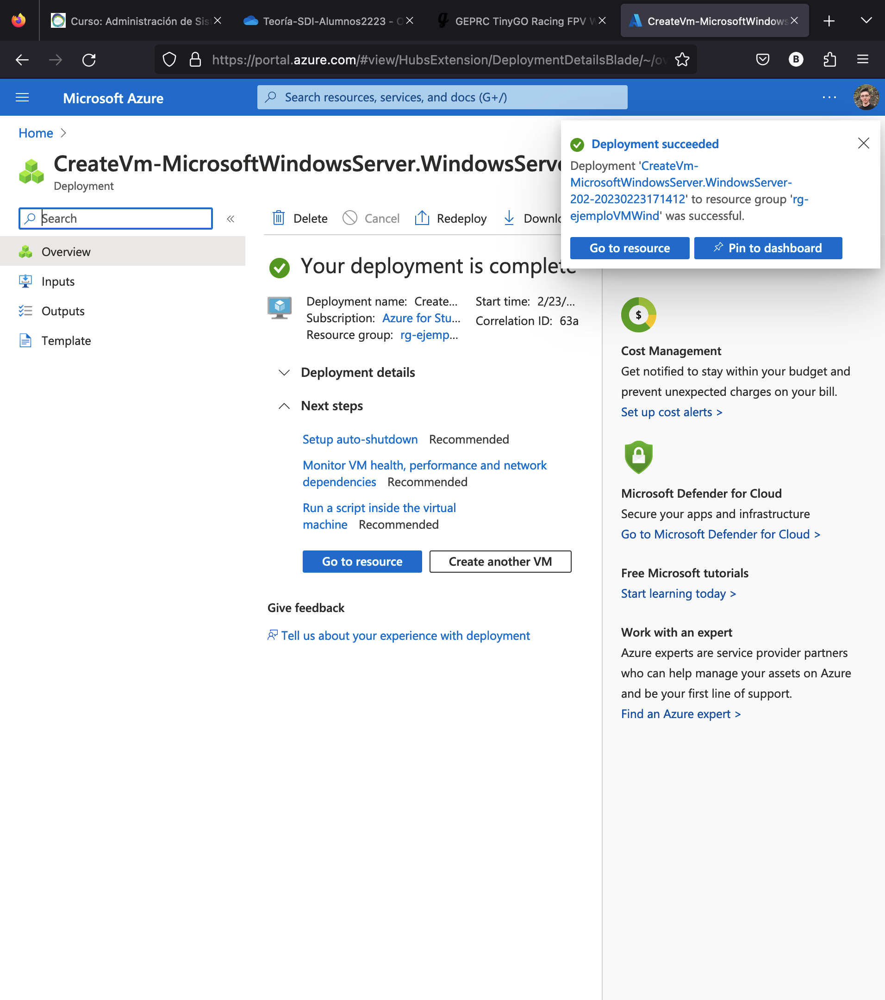 Curso: Administración de Sis
Teoría-SDI-Alumnos2223 - O
GEPRC TinyGO Racing FPV W
CreateVm-MicrosoftWindows
https://portal.azure.com/#view/HubsExtension/DeploymentDetailsBlade/~/ov
B
Microsoft Azure
Search resources, services, and docs (G+/)
Home
CreateVm-MicrosoftWindowsServer.WindowsServe
Deployment
Deployment succeeded
Deployment 'CreateVm-
MicrosoftWindowsServer.WindowsServer-
202-20230223171412' to resource group 'rg-
ejemploVMWind' was successful.
Go to resource
Pin to dashboard
Search
«
Delete
Cancel
Redeploy
Downlo
Overview
Inputs
Outputs
Template
Your deployment is complete
Deployment name: Create...
Subscription: Azure for Stu...
Resource group: rg-ejemp...
Start time: 2/23/...
Correlation ID: 63a
Deployment details
Next steps
Setup auto-shutdown Recommended
Monitor VM health, performance and network
dependencies Recommended
Run a script inside the virtual
machine Recommended
Go to resource
Create another VM
Give feedback
Tell us about your experience with deployment
$
Cost Management
Get notified to stay within your budget and
prevent unexpected charges on your bill.
Set up cost alerts >
Microsoft Defender for Cloud
Secure your apps and infrastructure
Go to Microsoft Defender for Cloud >
Free Microsoft tutorials
Start learning today >
Work with an expert
Azure experts are service provider partners
who can help manage your assets on Azure
and be your first line of support.
Find an Azure expert >